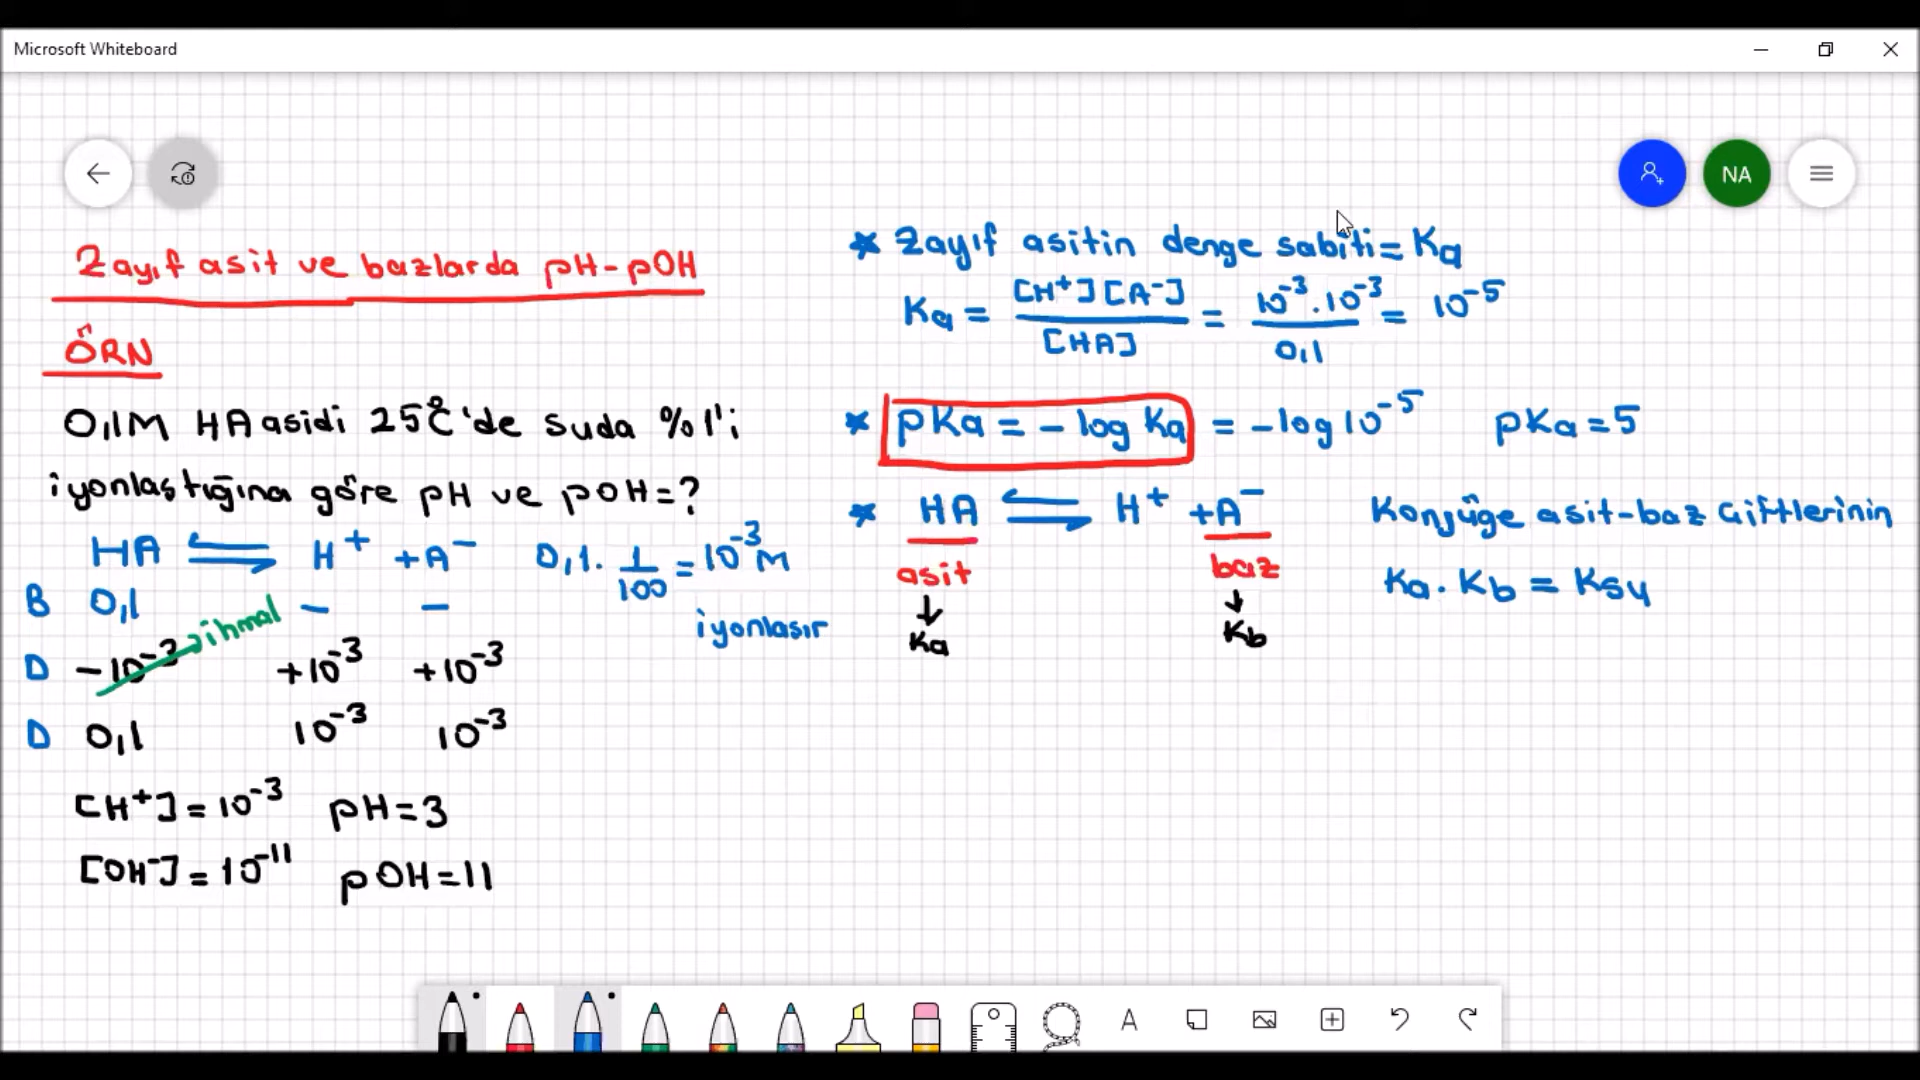 Microsoft Whiteboard
NA
Zayıf asit ve bazlarda pH-pOH
ÖRN
0,1M HA asidi 25°C'de suda %1'i
iyonlaştığına göre pH ve pOH=?
HA ⇌ H⁺ + A⁻ 0,1 . 1/100 = 10⁻³ M
iyonlaşır
B 0,1 - -
ihmal
D -10⁻³ +10⁻³ +10⁻³
D 0,1 10⁻³ 10⁻³
[H⁺] = 10⁻³ pH=3
[OH⁻] = 10⁻¹¹ pOH=11
* Zayıf asitin denge sabiti = Ka
Ka = [H⁺][A⁻]/[HA] = 10⁻³.10⁻³/0,1 = 10⁻⁵
* pKa = -log Ka = -log10⁻⁵ pKa=5
* HA ⇌ H⁺ + A⁻ Konjüge asit-baz çiftlerinin
asit baz Ka . Kb = Ksu
↓ ↓
Ka Kb
A